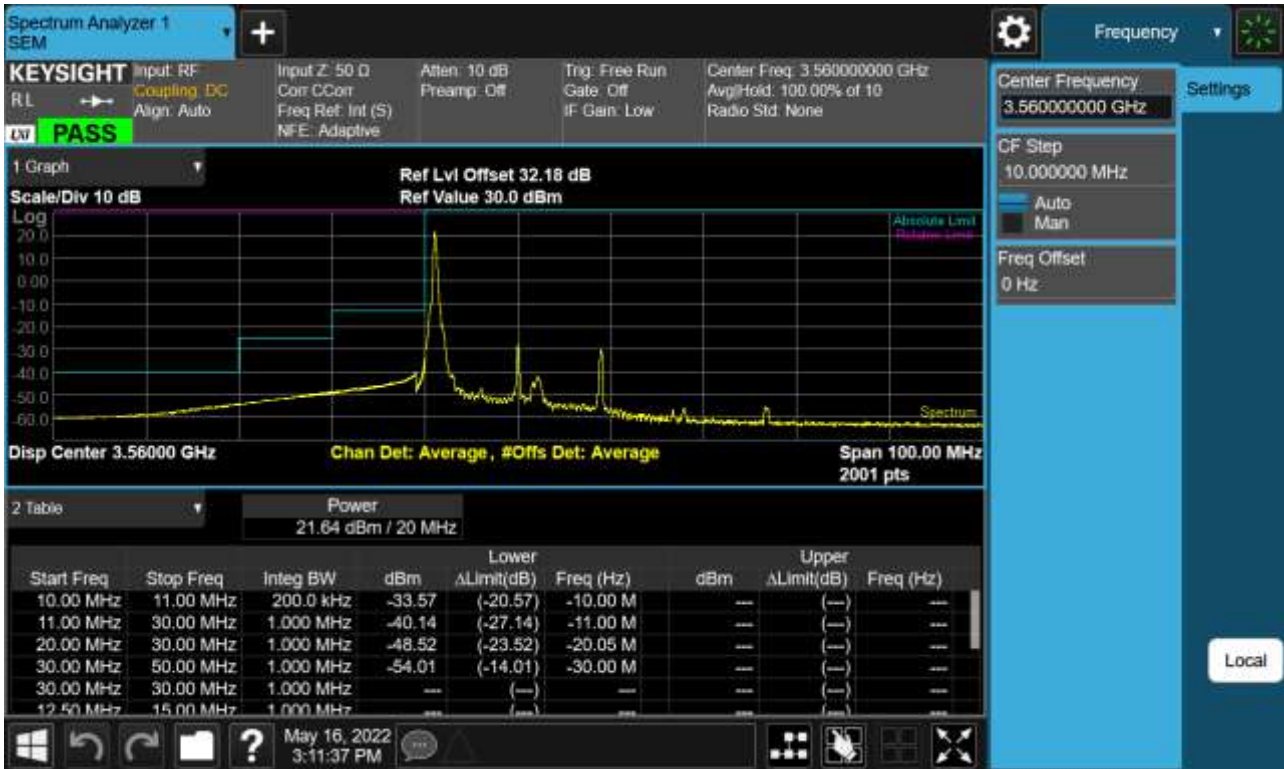 Spectrum Analyzer 1
SEM
+
Frequency
KEYSIGHT
RL
LXI
PASS
Input: RF
Coupling: DC
Align: Auto
Input Z: 50 Ω
Corr CCorr
Freq Ref: Int (S)
NFE: Adaptive
Atten: 10 dB
Preamp: Off
Trig: Free Run
Gate: Off
IF Gain: Low
Center Freq: 3.560000000 GHz
Avg|Hold: 100.00% of 10
Radio Std: None
Center Frequency
3.560000000 GHz
Settings
CF Step
10.000000 MHz
Auto
Man
Freq Offset
0 Hz
Local
1 Graph
Scale/Div 10 dB
Ref Lvl Offset 32.18 dB
Ref Value 30.0 dBm
Log
Absolute Limit
Relative Limit
20.0
10.0
0.00
-10.0
-20.0
-30.0
-40.0
-50.0
-60.0
Spectrum
Disp Center 3.56000 GHz
Chan Det: Average, #Offs Det: Average
Span 100.00 MHz
2001 pts
2 Table
Power
21.64 dBm / 20 MHz
Lower Upper
Start Freq Stop Freq Integ BW dBm ΔLimit(dB) Freq (Hz) dBm ΔLimit(dB) Freq (Hz)
10.00 MHz 11.00 MHz 200.0 kHz -33.57 (-20.57) -10.00 M --- (---) ---
11.00 MHz 30.00 MHz 1.000 MHz -40.14 (-27.14) -11.00 M --- (---) ---
20.00 MHz 30.00 MHz 1.000 MHz -48.52 (-23.52) -20.05 M --- (---) ---
30.00 MHz 50.00 MHz 1.000 MHz -54.01 (-14.01) -30.00 M --- (---) ---
30.00 MHz 30.00 MHz 1.000 MHz --- (---) --- --- (---) ---
12.50 MHz 15.00 MHz 1.000 MHz --- (---) --- --- (---) ---
?
May 16, 2022
3:11:37 PM